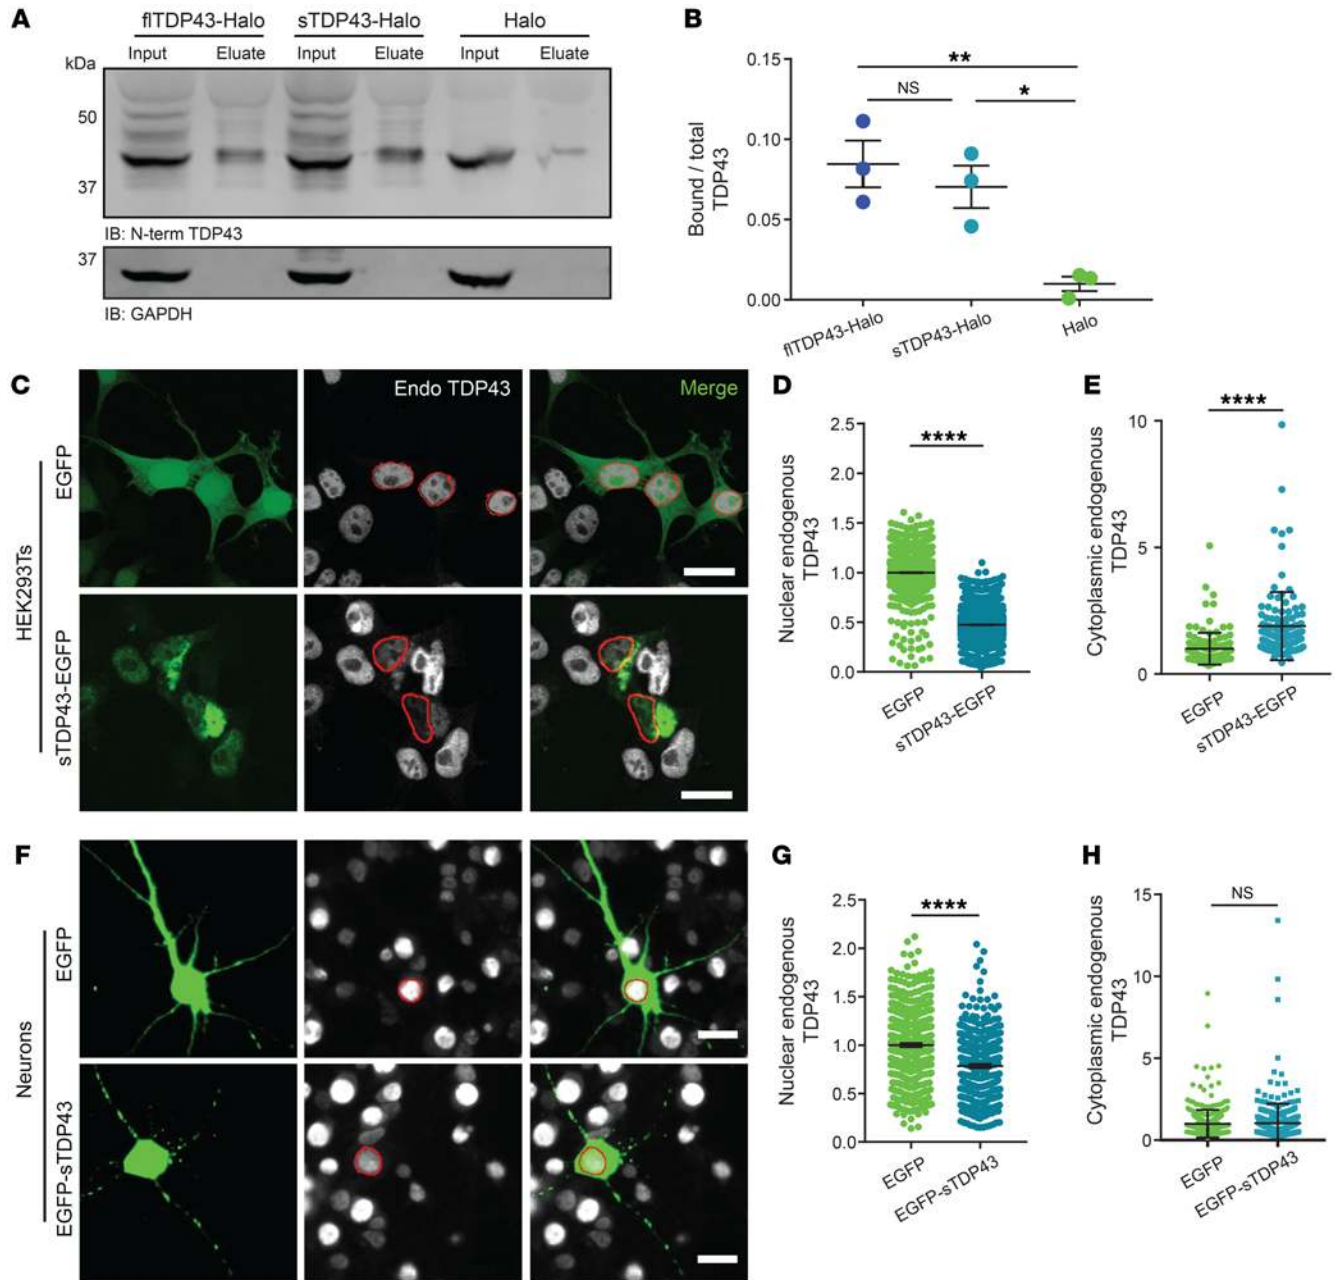 A
flTDP43-Halo sTDP43-Halo Halo
Input Eluate Input Eluate Input Eluate
kDa
50
37
IB: N-term TDP43
37
IB: GAPDH
B
Bound / total
TDP43
0.15
0.10
0.05
0.00
**
NS
*
flTDP43-Halo
sTDP43-Halo
Halo
C
HEK293Ts
EGFP
sTDP43-EGFP
Endo TDP43
Merge
D
Nuclear endogenous
TDP43
2.5
2.0
1.5
1.0
0.5
0.0
****
EGFP
sTDP43-EGFP
E
Cytoplasmic endogenous
TDP43
10
5
0
****
EGFP
sTDP43-EGFP
F
Neurons
EGFP
EGFP-sTDP43
G
Nuclear endogenous
TDP43
2.5
2.0
1.5
1.0
0.5
0.0
****
EGFP
EGFP-sTDP43
H
Cytoplasmic endogenous
TDP43
15
10
5
0
NS
EGFP
EGFP-sTDP43